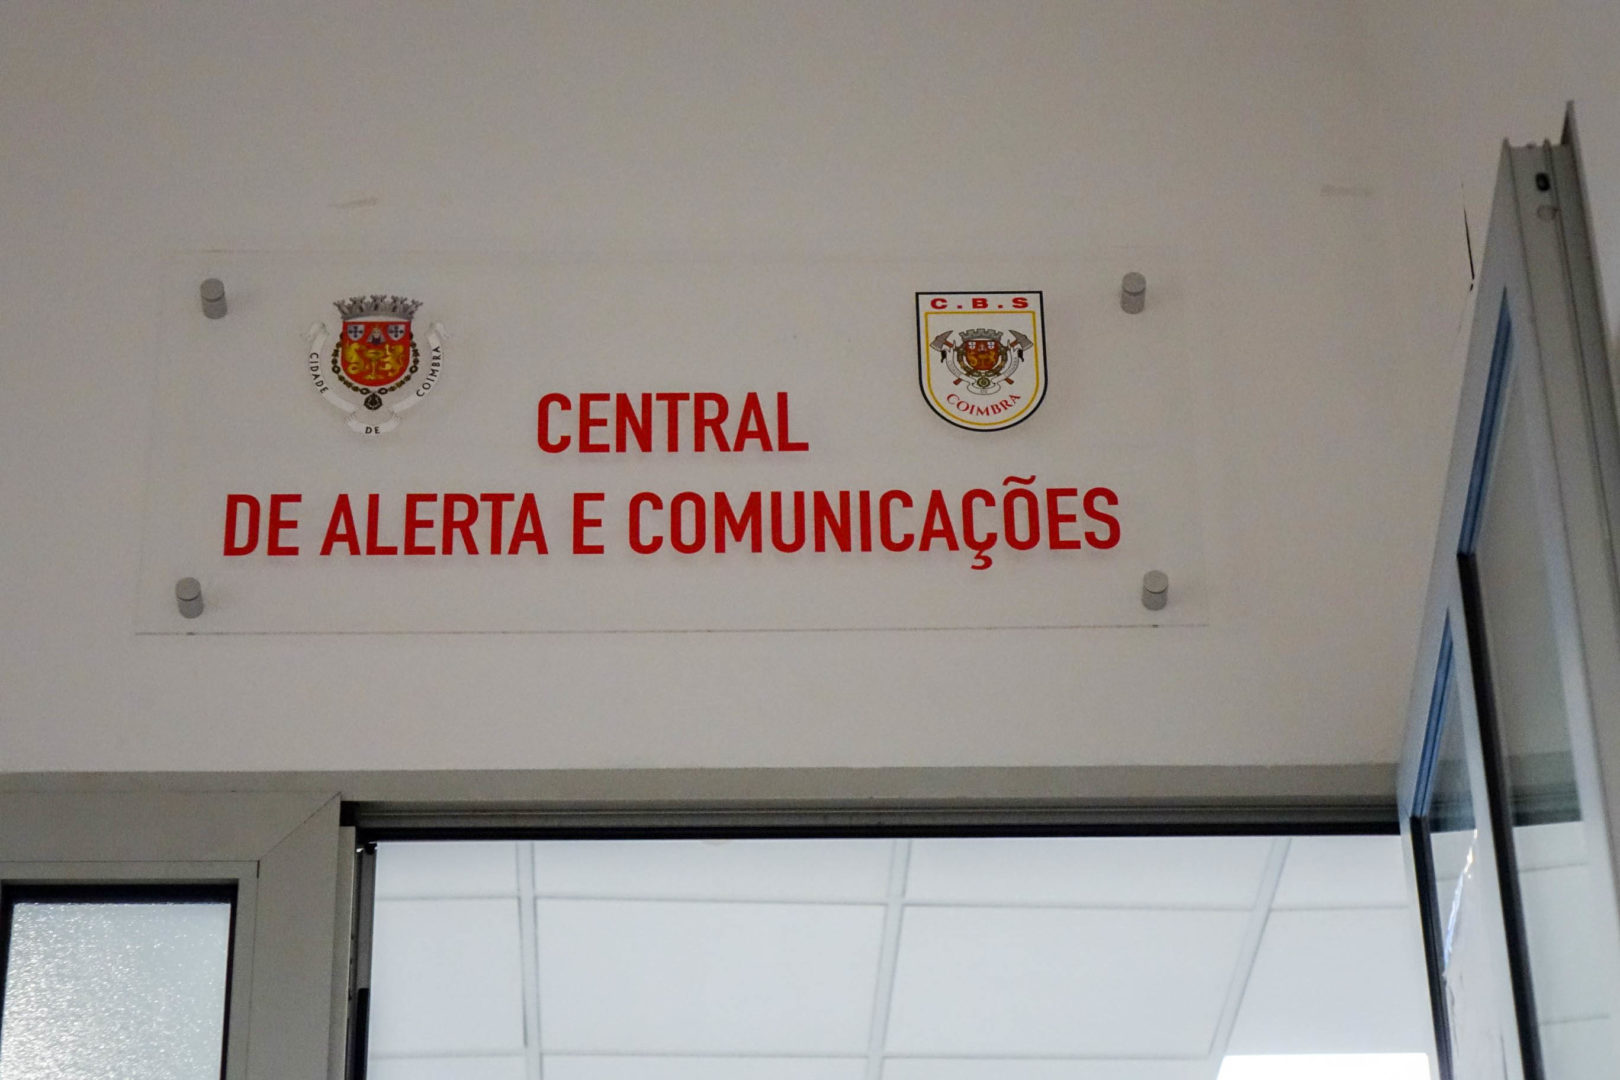 CIDADE DE COIMBRA
C.B.S
COIMBRA
CENTRAL
DE ALERTA E COMUNICAÇÕES